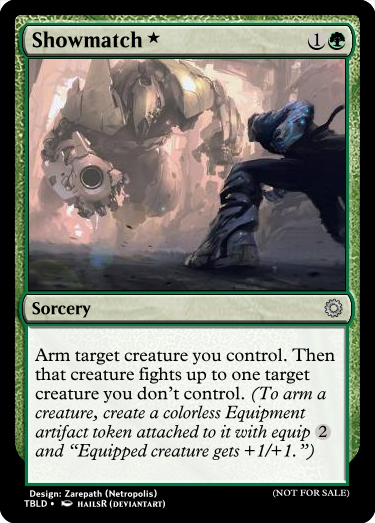 Showmatch ★ 1
Sorcery
Arm target creature you control. Then
that creature fights up to one target
creature you don't control. (To arm a
creature, create a colorless Equipment
artifact token attached to it with equip 2
and “Equipped creature gets +1/+1.”)
Design: Zarepath (Netropolis)
TBLD • HAILSR (DEVIANTART)
(NOT FOR SALE)